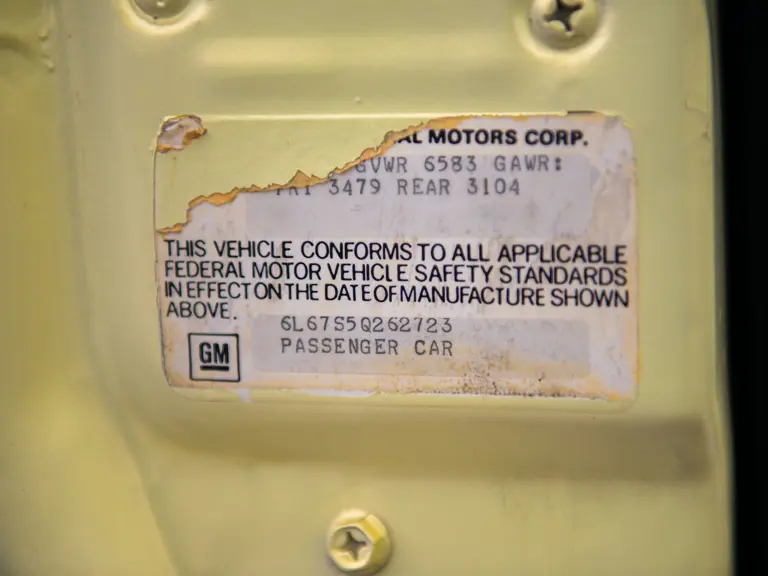 AL MOTORS CORP.
GVWR 6583 GAWR:
FRT 3479 REAR 3104
THIS VEHICLE CONFORMS TO ALL APPLICABLE
FEDERAL MOTOR VEHICLE SAFETY STANDARDS
IN EFFECT ON THE DATE OF MANUFACTURE SHOWN
ABOVE.
6L67S5Q262723
PASSENGER CAR
GM